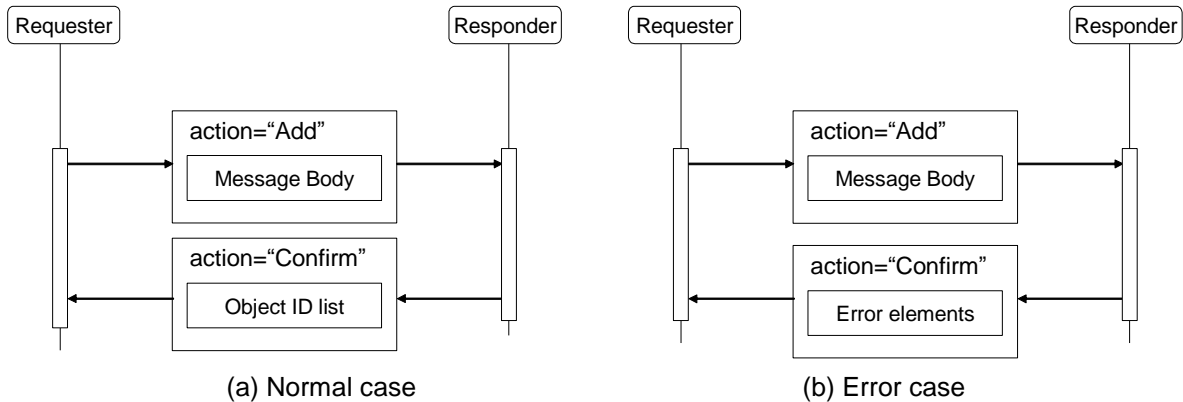 Requester
Responder
action=“Add”
Message Body
action=“Confirm”
Object ID list
(a) Normal case
Requester
Responder
action=“Add”
Message Body
action=“Confirm”
Error elements
(b) Error case